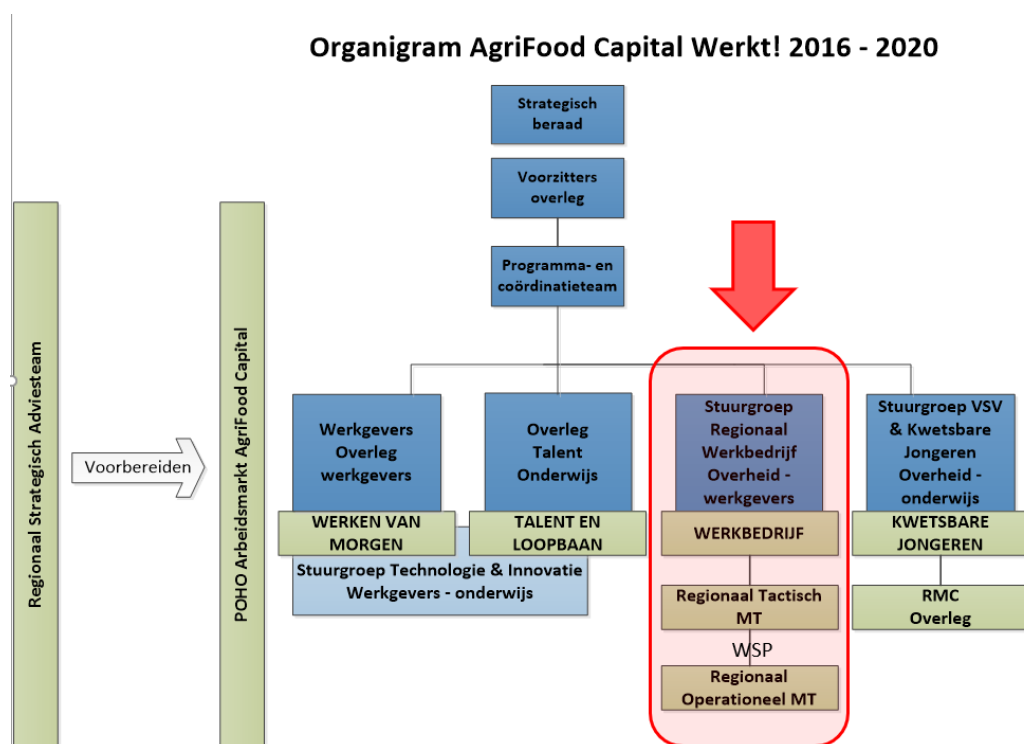 Organigram AgriFood Capital Werkt! 2016 - 2020
Strategisch
beraad
Voorzitters
overleg
Programma- en
coördinatieteam
Regionaal Strategisch Adviesteam
Voorbereiden
POHO Arbeidsmarkt AgriFood Capital
Werkgevers
Overleg
werkgevers
WERKEN VAN
MORGEN
Overleg
Talent
Onderwijs
TALENT EN
LOOPBAAN
Stuurgroep Technologie & Innovatie
Werkgevers - onderwijs
Stuurgroep
Regionaal
Werkbedrijf
Overheid -
werkgevers
WERKBEDRIJF
Regionaal Tactisch
MT
WSP
Regionaal
Operationeel MT
Stuurgroep VSV
& Kwetsbare
Jongeren
Overheid -
onderwijs
KWETSBARE
JONGEREN
RMC
Overleg